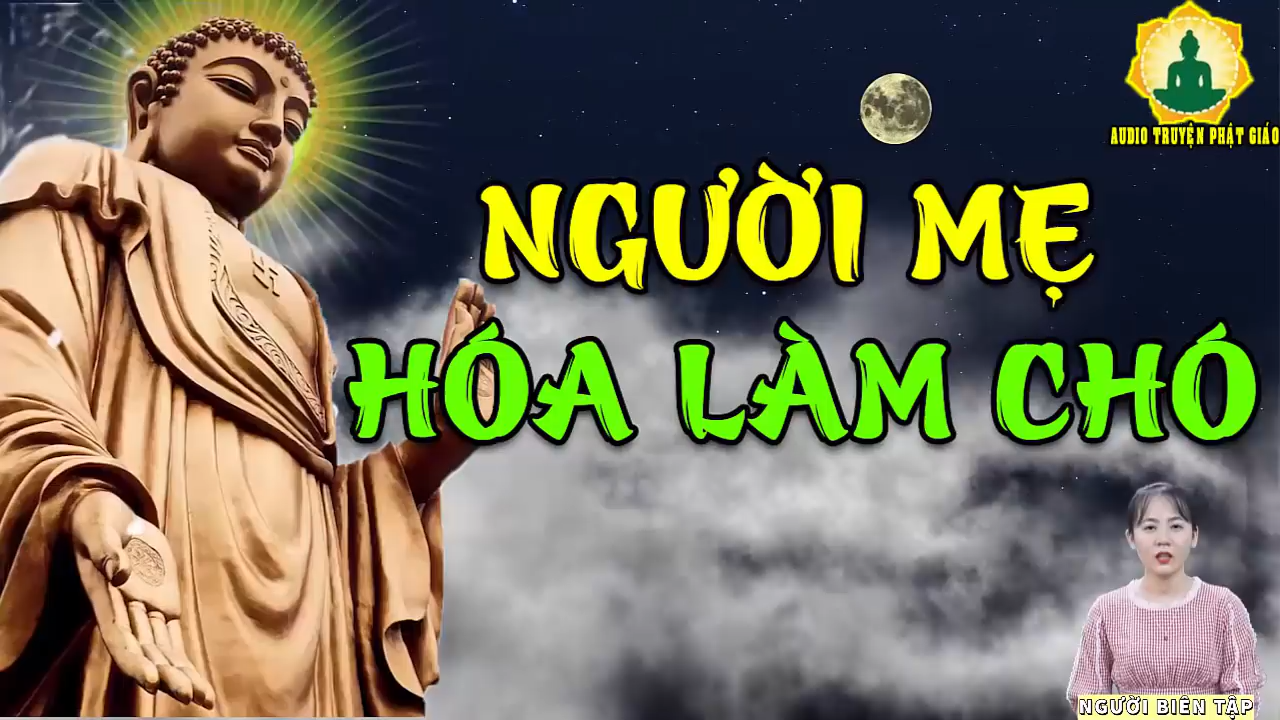 AUDIO TRUYỆN PHẬT GIÁO
NGƯỜI MẸ
HÓA LÀM CHÓ
NGƯỜI BIÊN TẬP